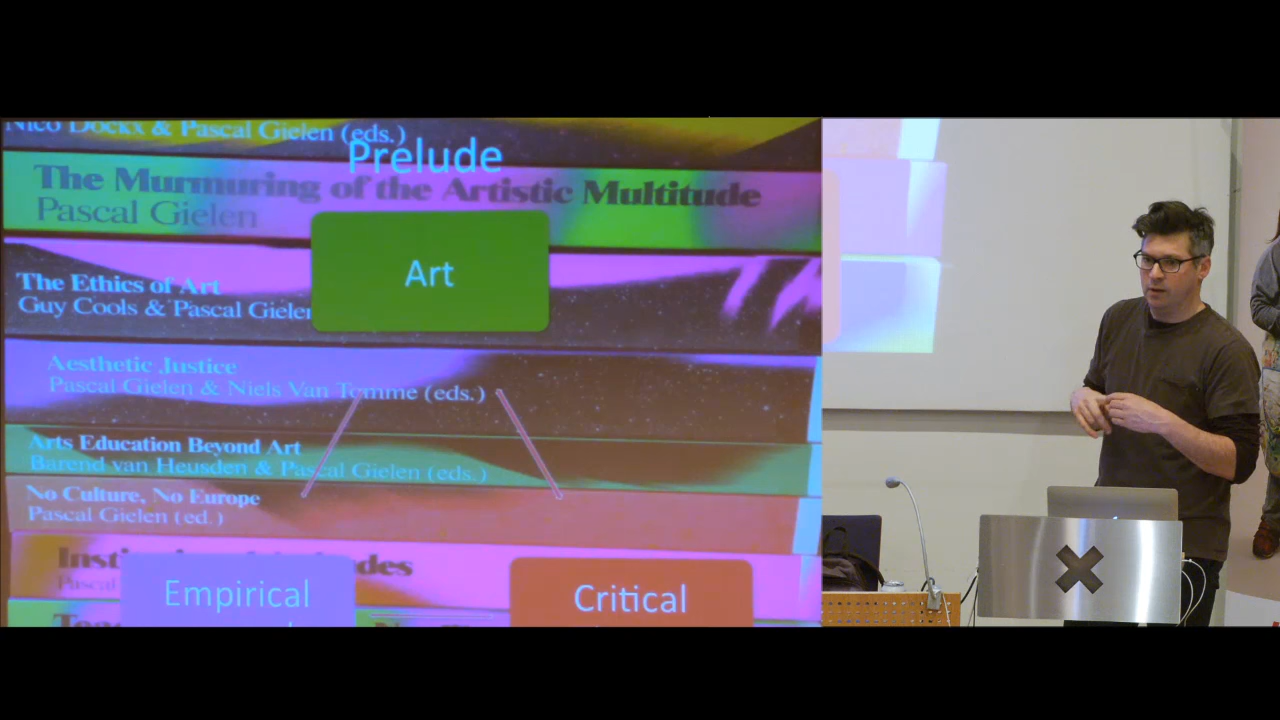 Nico Dockx & Pascal Gielen (eds.)
Prelude
The Murmuring of the Artistic Multitude
Pascal Gielen
Art
The Ethics of Art
Guy Cools & Pascal Gielen
Aesthetic Justice
Pascal Gielen & Niels Van Tomme (eds.)
Arts Education Beyond Art
Barend van Heusden & Pascal Gielen (eds.)
No Culture, No Europe
Pascal Gielen (ed.)
Pascal
Empirical
Critical